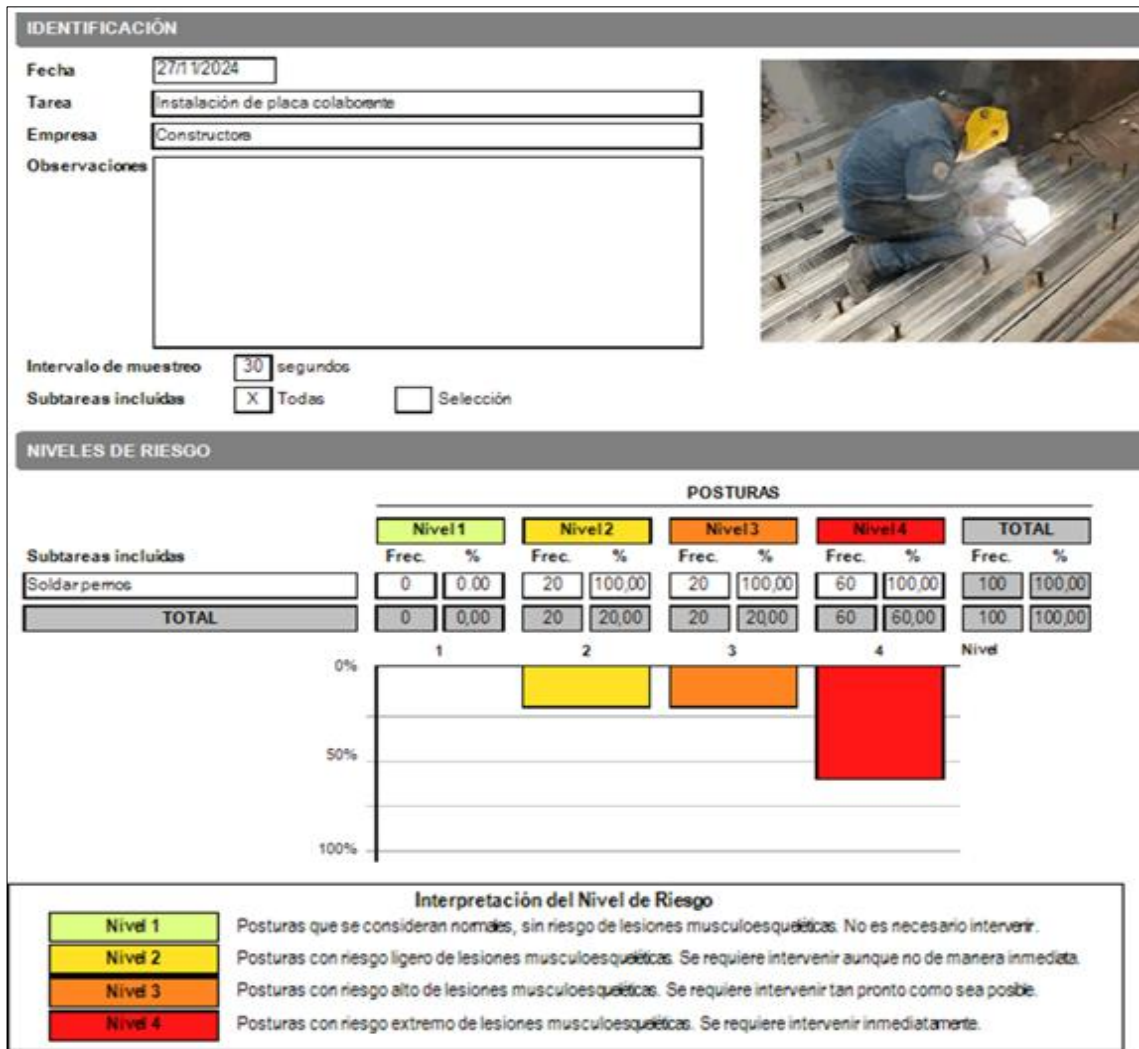 IDENTIFICACIÓN
Fecha 27/11/2024
Tarea Instalación de placa colaborente
Empresa Constructora
Observaciones
Intervalo de muestreo 30 segundos
Subtareas incluidas X Todas Selección
NIVELES DE RIESGO
POSTURAS
Nivel 1 Nivel 2 Nivel 3 Nivel 4 TOTAL
Subtareas incluidas Frec. % Frec. % Frec. % Frec. % Frec. %
Soldar pernos 0 0.00 20 100,00 20 100,00 60 100,00 100 100,00
TOTAL 0 0,00 20 20,00 20 20,00 60 60,00 100 100,00
1 2 3 4 Nivel
0%
50%
100%
Interpretación del Nivel de Riesgo
Nivel 1 Posturas que se consideran normales, sin riesgo de lesiones musculoesqueléticas. No es necesario intervenir.
Nivel 2 Posturas con riesgo ligero de lesiones musculoesqueléticas. Se requiere intervenir aunque no de manera inmediata.
Nivel 3 Posturas con riesgo alto de lesiones musculoesqueléticas. Se requiere intervenir tan pronto como sea posible.
Nivel 4 Posturas con riesgo extremo de lesiones musculoesqueléticas. Se requiere intervenir inmediatamente.